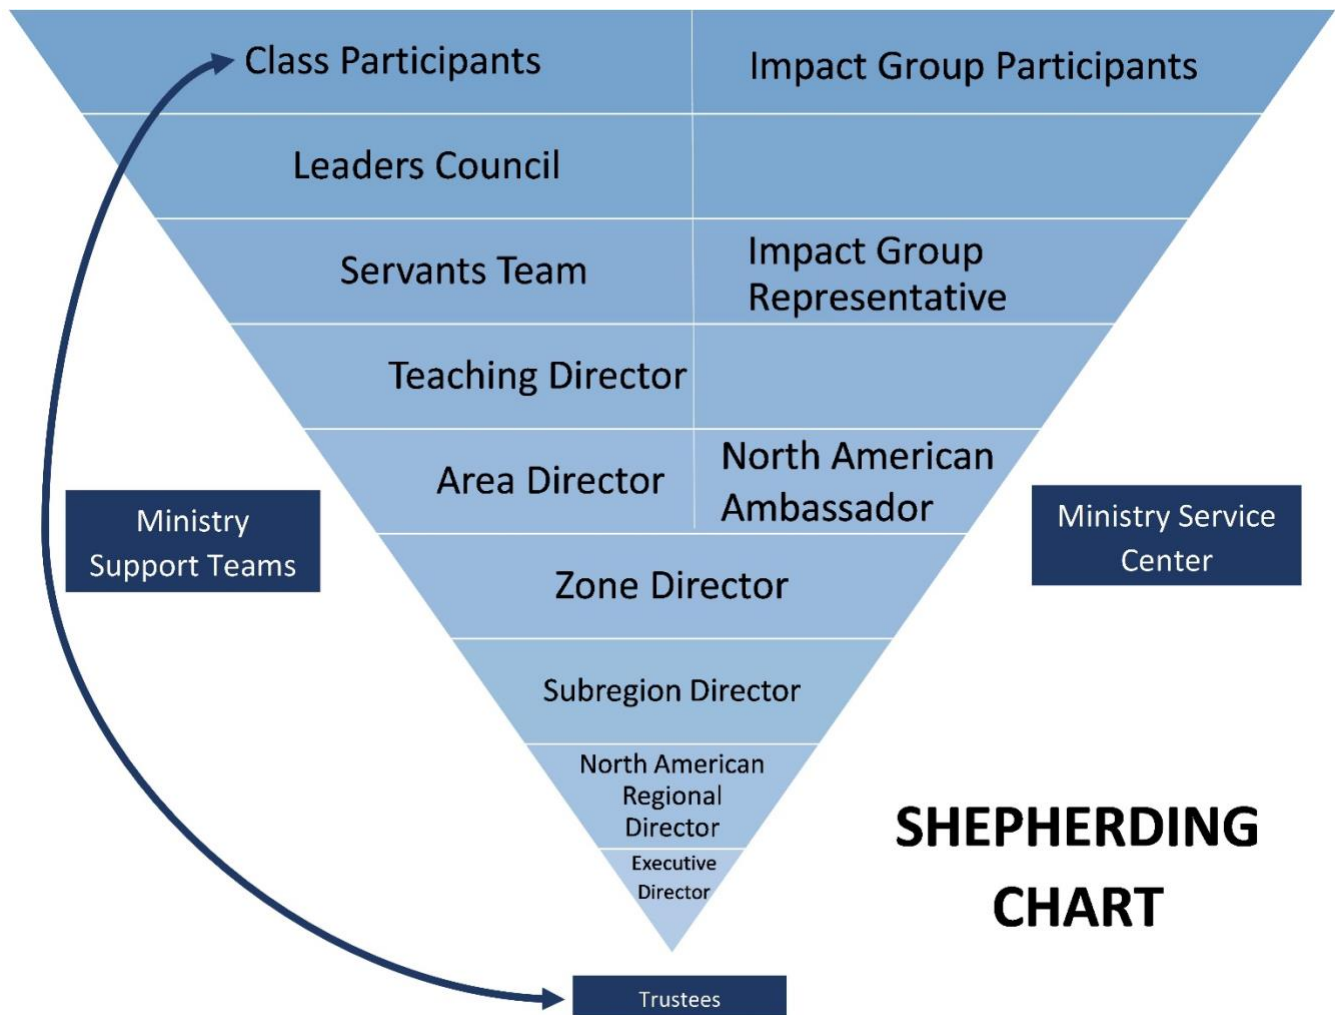 Class Participants
Impact Group Participants
Leaders Council
Servants Team
Impact Group
Representative
Teaching Director
Area Director
North American
Ambassador
Ministry
Support Teams
Ministry Service
Center
Zone Director
Subregion Director
North American
Regional
Director
Executive
Director
SHEPHERDING
CHART
Trustees